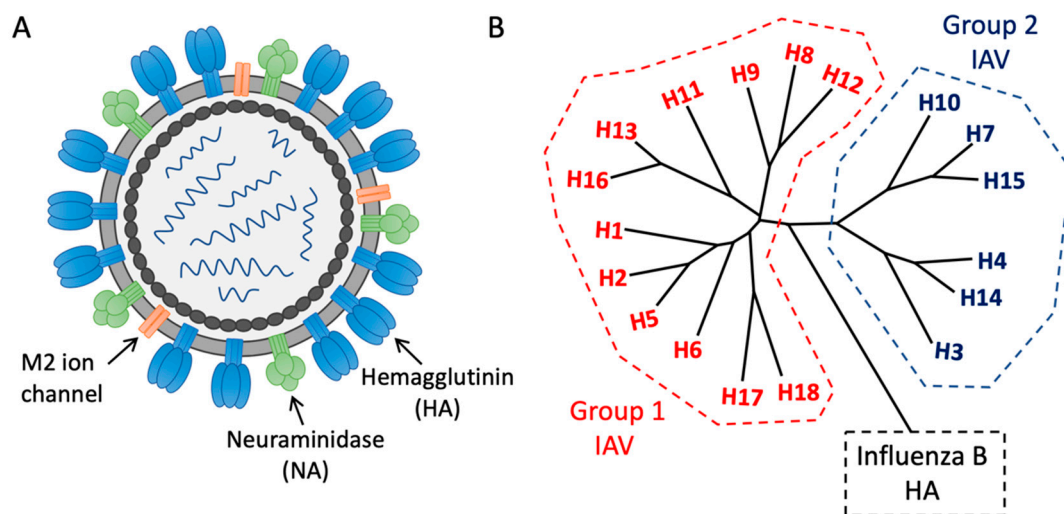 A
M2 ion
channel
Neuraminidase
(NA)
Hemagglutinin
(HA)
B
Group 2
IAV
H8
H9
H12
H11
H10
H13
H7
H16
H15
H1
H2
H4
H14
H5
H6
H3
H17
H18
Group 1
IAV
Influenza B
HA